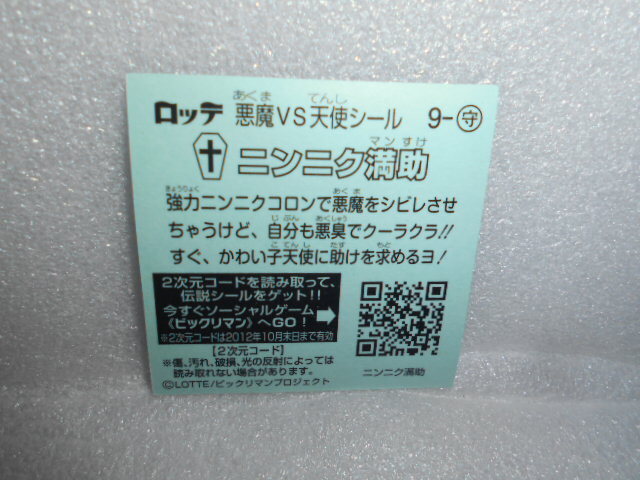 ロッテ 悪魔VS天使シール 9-守
あくま てんし
ニンニク満助
マンすけ
強力ニンニクコロンで悪魔をシビレさせ
きょうりょく あくま
ちゃうけど、自分も悪臭でクーラクラ!!
じぶん あくしゅう
すぐ、かわい子天使に助けを求めるヨ!
こてんし たす もと
2次元コードを読み取って、
伝説シールをゲット!!
今すぐソーシャルゲーム
《ビックリマン》へGO!
※2次元コードは2012年10月末日まで有効
【2次元コード】
※傷、汚れ、破損、光の反射によっては
読み取れない場合があります。
©LOTTE/ビックリマンプロジェクト
ニンニク満助